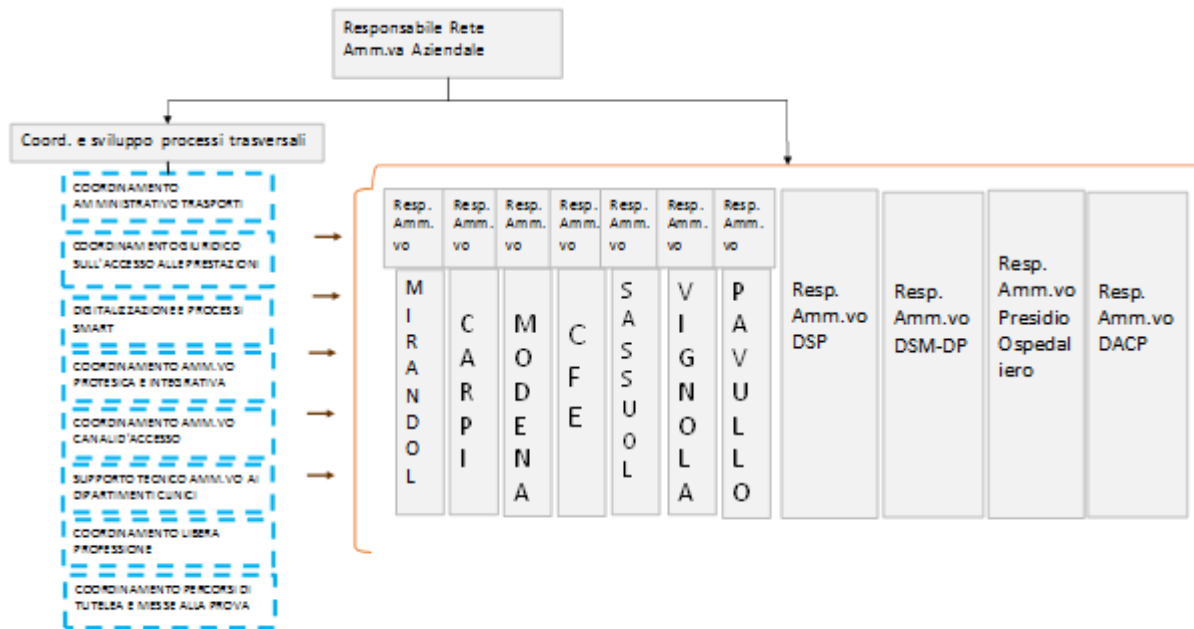 Responsabile Rete
Amm.va Aziendale
Coord. e sviluppo processi trasversali
COORDINAMENTO
AMMINISTRATIVO TRASPORTI
COORDINAMENTO GIURIDICO
SULL'ACCESSO ALLE PRESTAZIONI
DIGITALIZZAZIONE E PROCESSI
SMART
COORDINAMENTO AMM.VO
PROTESICA E INTEGRATIVA
COORDINAMENTO AMM.VO
CANALI D'ACCESSO
SUPPORTO TECNICO AMM.VO AI
DIPARTIMENTI CLINICI
COORDINAMENTO LIBERA
PROFESSIONE
COORDINAMENTO PERCORSI DI
TUTELEA E MESSE ALLA PROVA
Resp.
Amm.
vo
MIRANDOL
Resp.
Amm.
vo
CARPI
Resp.
Amm.
vo
MODENA
Resp.
Amm.
vo
CFE
Resp.
Amm.
vo
SASSUOL
Resp.
Amm.
vo
VIGNOLA
Resp.
Amm.
vo
PAVULLO
Resp.
Amm.vo
DSP
Resp.
Amm.vo
DSM-DP
Resp.
Amm.vo
Presidio
Ospedal
iero
Resp.
Amm.vo
DACP